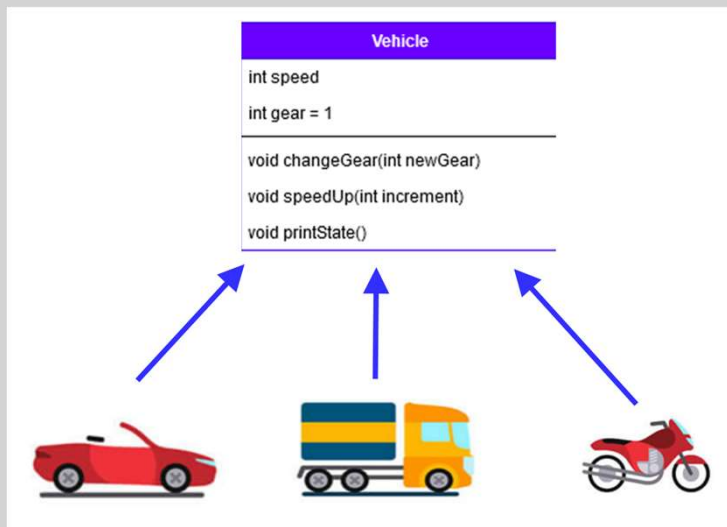 Vehicle
int speed
int gear = 1
void changeGear(int newGear)
void speedUp(int increment)
void printState()